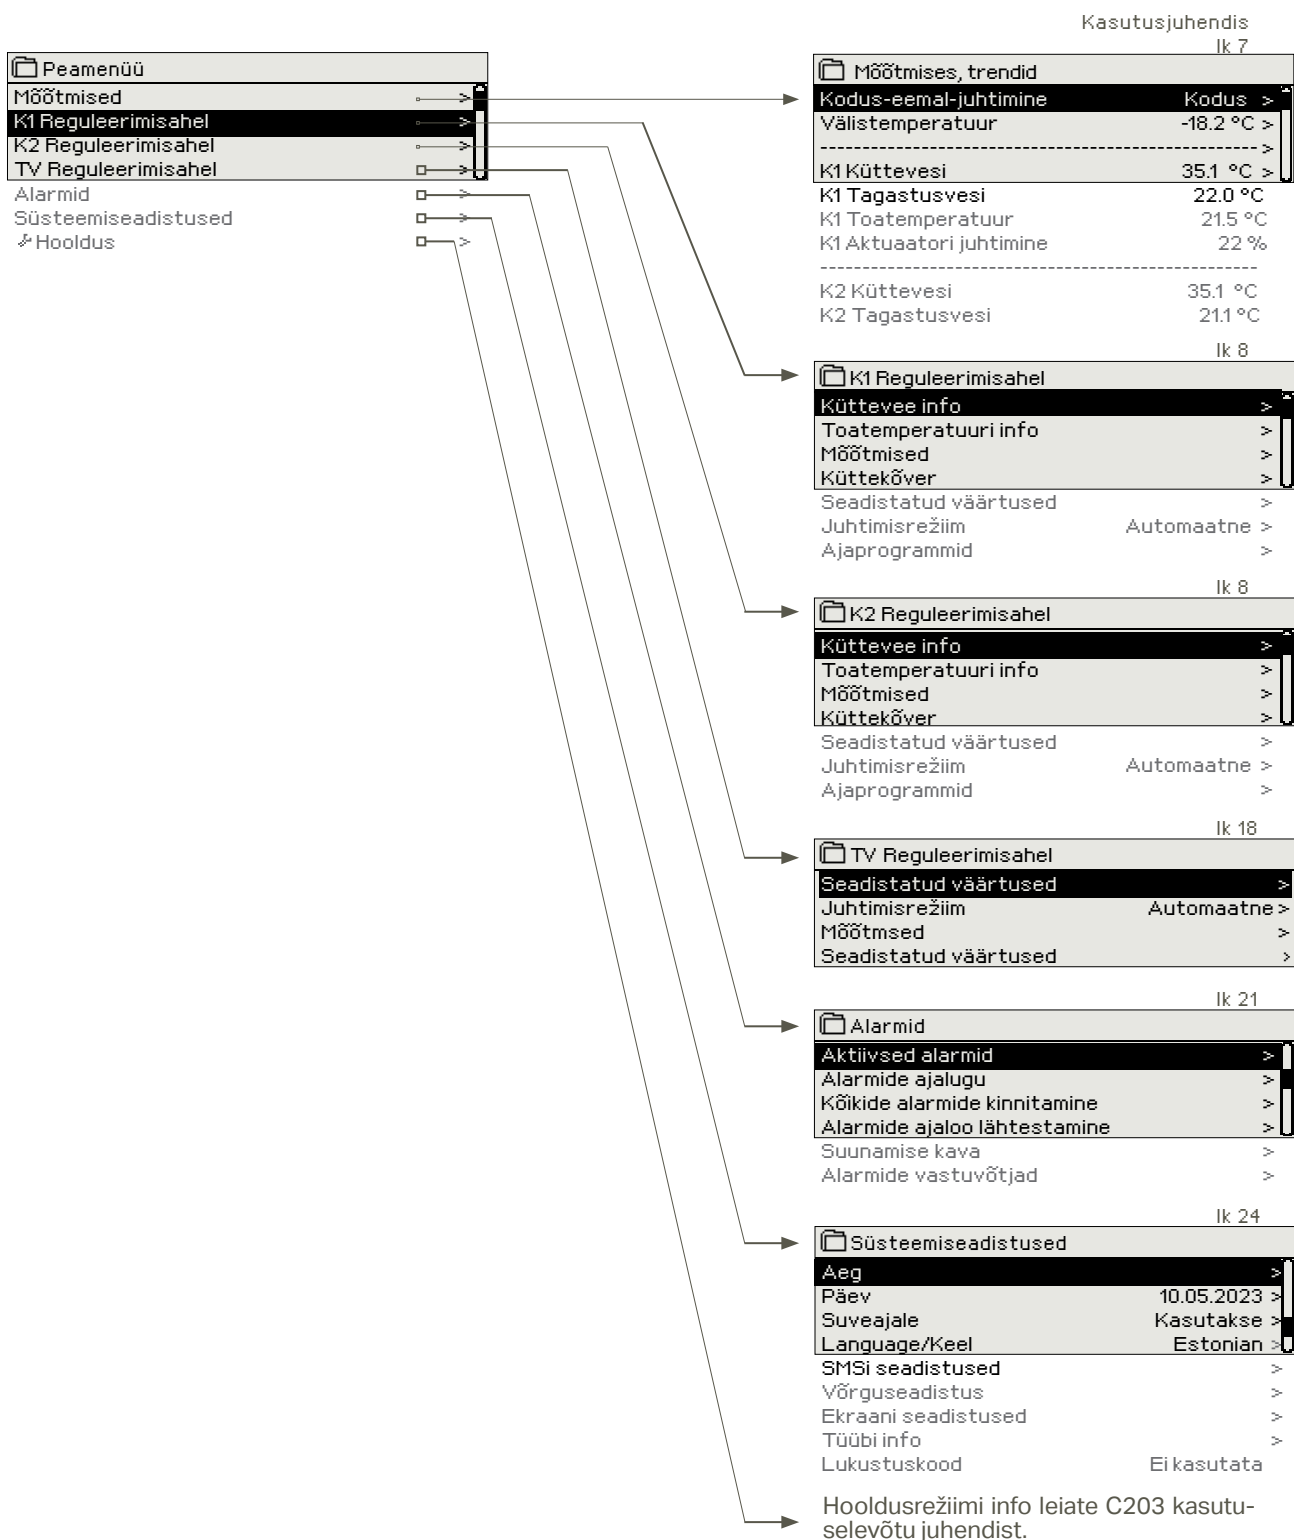 Kasutusjuhendis
lk 7
Peamenüü
Mõõtmised >
K1 Reguleerimisahel >
K2 Reguleerimisahel >
TV Reguleerimisahel >
Alarmid >
Süsteemiseadistused >
Hooldus >
Mõõtmises, trendid
Kodus-eemal-juhtimine Kodus >
Välistemperatuur -18.2 °C >
---------------------------------------------------- >
K1 Küttevesi 35.1 °C >
K1 Tagastusvesi 22.0 °C
K1 Toatemperatuur 21.5 °C
K1 Aktuaatori juhtimine 22 %
----------------------------------------------------
K2 Küttevesi 35.1 °C
K2 Tagastusvesi 21.1 °C
lk 8
K1 Reguleerimisahel
Küttevee info >
Toatemperatuuri info >
Mõõtmised >
Küttekõver >
Seadistatud väärtused >
Juhtimisrežiim Automaatne >
Ajaprogrammid >
lk 8
K2 Reguleerimisahel
Küttevee info >
Toatemperatuuri info >
Mõõtmised >
Küttekõver >
Seadistatud väärtused >
Juhtimisrežiim Automaatne >
Ajaprogrammid >
lk 18
TV Reguleerimisahel
Seadistatud väärtused >
Juhtimisrežiim Automaatne >
Mõõtmsed >
Seadistatud väärtused >
lk 21
Alarmid
Aktiivsed alarmid >
Alarmide ajalugu >
Kõikide alarmide kinnitamine >
Alarmide ajaloo lähtestamine >
Suunamise kava >
Alarmide vastuvõtjad >
lk 24
Süsteemiseadistused
Aeg >
Päev 10.05.2023 >
Suveajale Kasutakse >
Language/Keel Estonian >
SMSi seadistused >
Võrguseadistus >
Ekraani seadistused >
Tüübi info >
Lukustuskood Ei kasutata
Hooldusrežiimi info leiate C203 kasutu-
selevõtu juhendist.